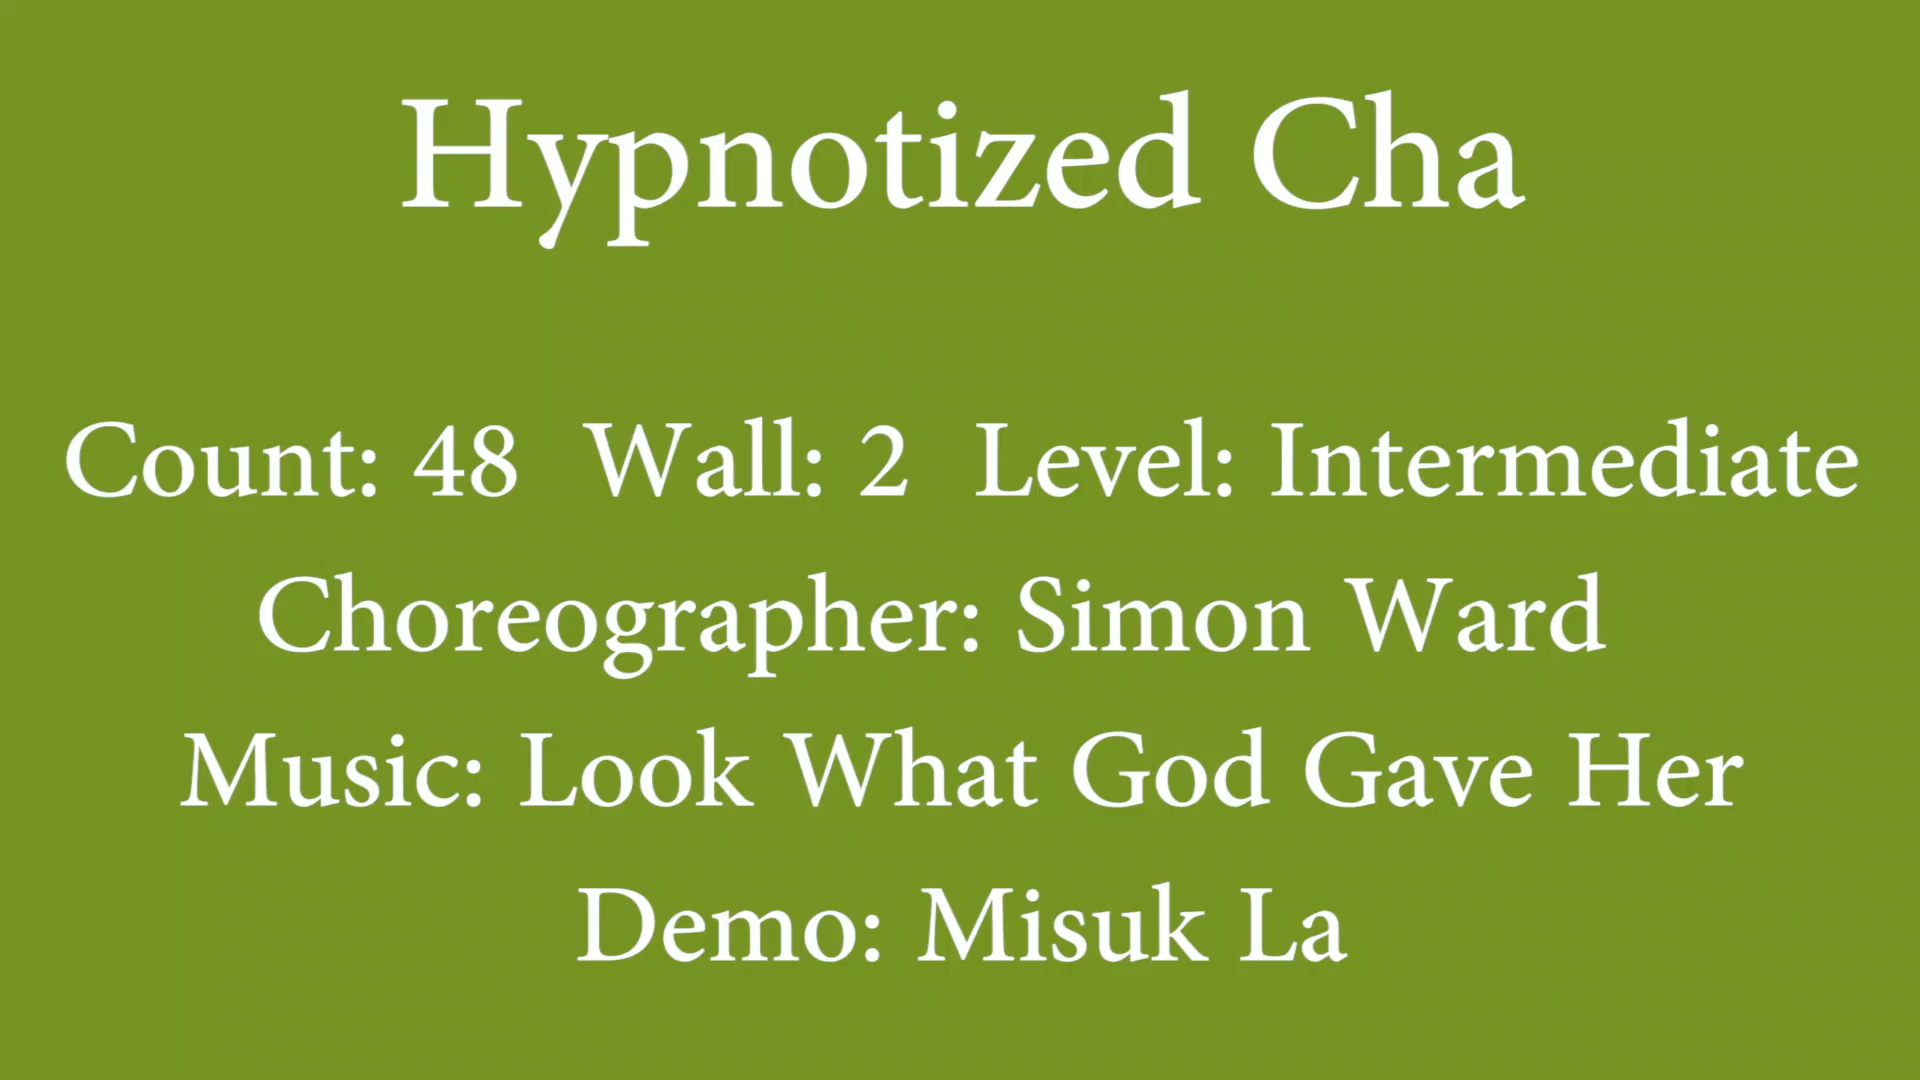 Hypnotized Cha
Count: 48 Wall: 2 Level: Intermediate
Choreographer: Simon Ward
Music: Look What God Gave Her
Demo: Misuk La